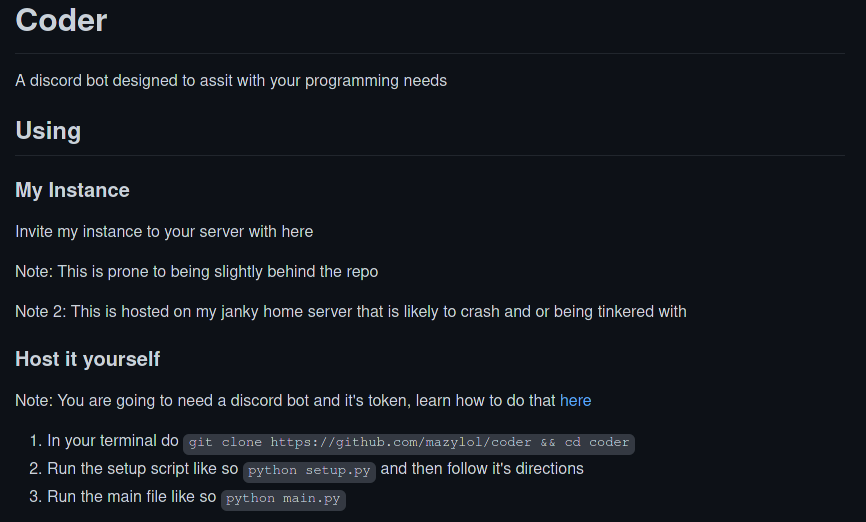 Coder
A discord bot designed to assit with your programming needs
Using
My Instance
Invite my instance to your server with here
Note: This is prone to being slightly behind the repo
Note 2: This is hosted on my janky home server that is likely to crash and or being tinkered with
Host it yourself
Note: You are going to need a discord bot and it's token, learn how to do that here
1. In your terminal do git clone https://github.com/mazylol/coder && cd coder
2. Run the setup script like so python setup.py and then follow it's directions
3. Run the main file like so python main.py